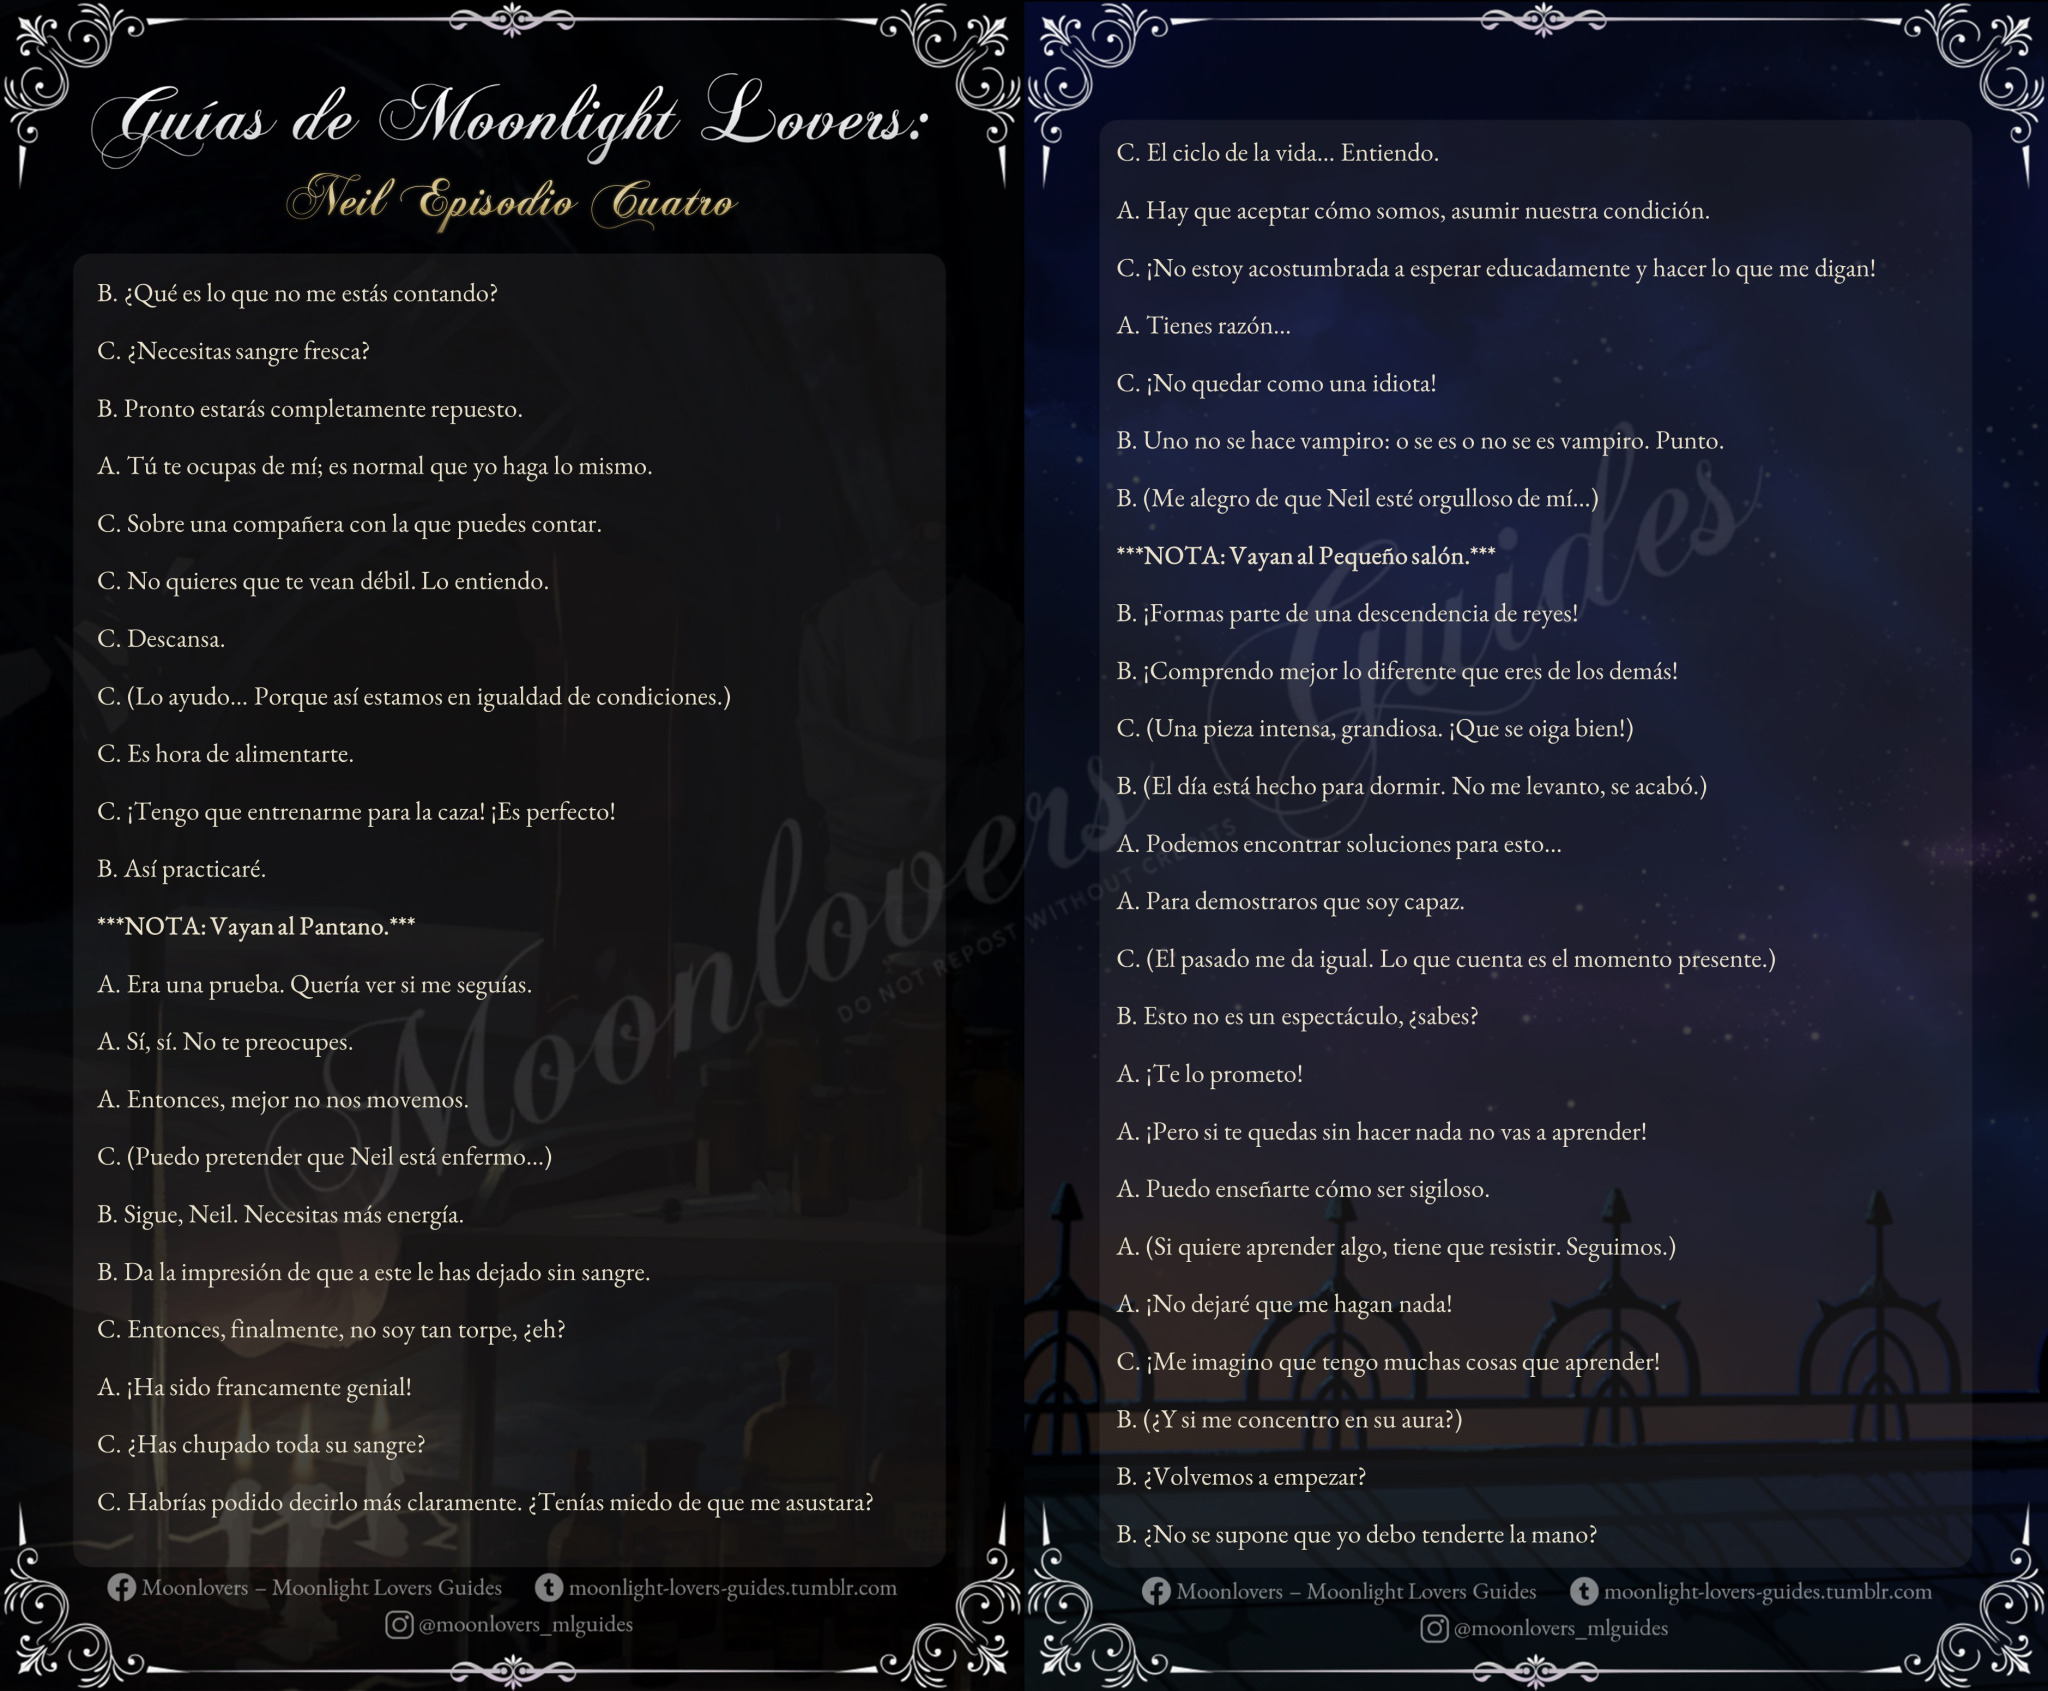 Guías de Moonlight Lovers:
Neil Episodio Cuatro
B. ¿Qué es lo que no me estás contando?
C. ¿Necesitas sangre fresca?
B. Pronto estarás completamente repuesto.
A. Tú te ocupas de mí; es normal que yo haga lo mismo.
C. Sobre una compañera con la que puedes contar.
C. No quieres que te vean débil. Lo entiendo.
C. Descansa.
C. (Lo ayudo... Porque así estamos en igualdad de condiciones.)
C. Es hora de alimentarte.
C. ¡Tengo que entrenarme para la caza! ¡Es perfecto!
B. Así practicaré.
***NOTA: Vayan al Pantano.***
A. Era una prueba. Quería ver si me seguías.
A. Sí, sí. No te preocupes.
A. Entonces, mejor no nos movemos.
C. (Puedo pretender que Neil está enfermo...)
B. Sigue, Neil. Necesitas más energía.
B. Da la impresión de que a este le has dejado sin sangre.
C. Entonces, finalmente, no soy tan torpe, ¿eh?
A. ¡Ha sido francamente genial!
C. ¿Has chupado toda su sangre?
C. Habrías podido decirlo más claramente. ¿Tenías miedo de que me asustara?
Moonlovers – Moonlight Lovers Guides moonlight-lovers-guides.tumblr.com
@moonlovers_mlguides
C. El ciclo de la vida... Entiendo.
A. Hay que aceptar cómo somos, asumir nuestra condición.
C. ¡No estoy acostumbrada a esperar educadamente y hacer lo que me digan!
A. Tienes razón...
C. ¡No quedar como una idiota!
B. Uno no se hace vampiro: o se es o no se es vampiro. Punto.
B. (Me alegro de que Neil esté orgulloso de mí...)
***NOTA: Vayan al Pequeño salón.***
B. ¡Formas parte de una descendencia de reyes!
B. ¡Comprendo mejor lo diferente que eres de los demás!
C. (Una pieza intensa, grandiosa. ¡Que se oiga bien!)
B. (El día está hecho para dormir. No me levanto, se acabó.)
A. Podemos encontrar soluciones para esto...
A. Para demostraros que soy capaz.
C. (El pasado me da igual. Lo que cuenta es el momento presente.)
B. Esto no es un espectáculo, ¿sabes?
A. ¡Te lo prometo!
A. ¡Pero si te quedas sin hacer nada no vas a aprender!
A. Puedo enseñarte cómo ser sigiloso.
A. (Si quiere aprender algo, tiene que resistir. Seguimos.)
A. ¡No dejaré que me hagan nada!
C. ¡Me imagino que tengo muchas cosas que aprender!
B. (¿Y si me concentro en su aura?)
B. ¿Volvemos a empezar?
B. ¿No se supone que yo debo tenderte la mano?
Moonlovers – Moonlight Lovers Guides moonlight-lovers-guides.tumblr.com
@moonlovers_mlguides
Moonlovers Guides
DO NOT REPOST WITHOUT CREDITS